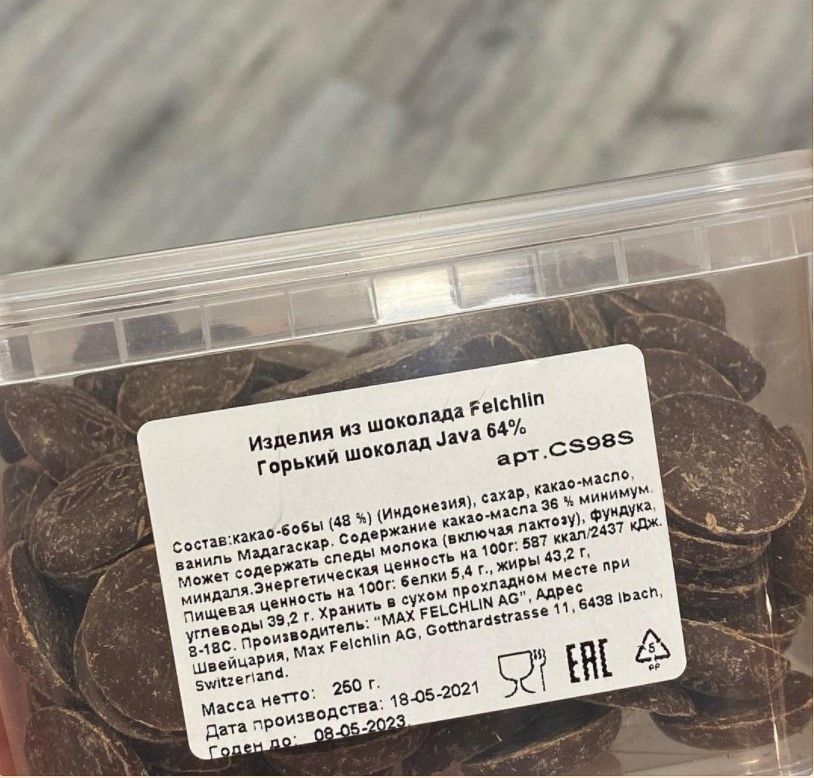 Изделия из шоколада Felchlin
Горький шоколад Java 64%
арт.CS98S
Состав:какао-бобы (48 %) (Индонезия), сахар, какао-масло,
ваниль Мадагаскар. Содержание какао-масла 36 % минимум.
Может содержать следы молока (включая лактозу), фундука,
миндаля.Энергетическая ценность на 100г: 587 ккал/2437 кДж.
Пищевая ценность на 100г: белки 5,4 г., жиры 43,2 г,
углеводы 39,2 г. Хранить в сухом прохладном месте при
8-18С. Производитель: "MAX FELCHLIN AG", Адрес
Швейцария, Max Felchlin AG, Gotthardstrasse 11, 6438 Ibach,
Switzerland.
Масса нетто: 250 г.
Дата производства: 18-05-2021
Годен до: 08-05-2023
EAC
5
PP